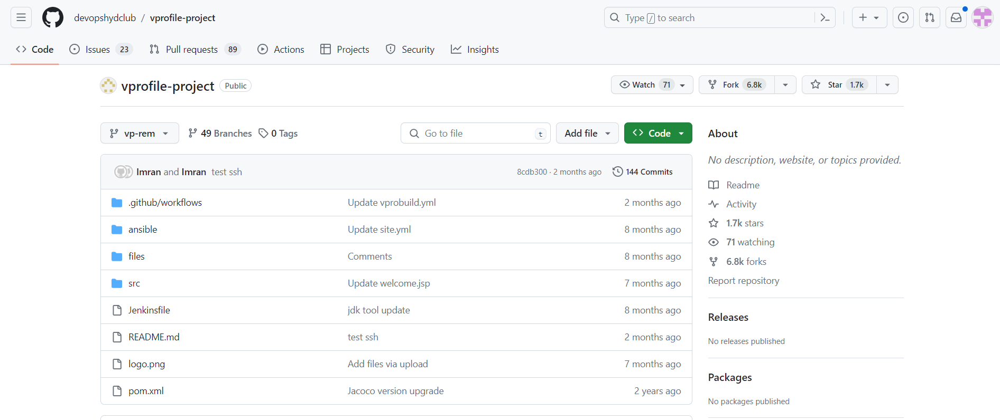 devopshydclub / vprofile-project
Type / to search
Code Issues 23 Pull requests 89 Actions Projects Security Insights
vprofile-project Public
Watch 71 Fork 6.8k Star 1.7k
vp-rem 49 Branches 0 Tags Go to file t Add file Code
Imran and Imran test ssh 8cdb300 · 2 months ago 144 Commits
.github/workflows Update vprobuild.yml 2 months ago
ansible Update site.yml 8 months ago
files Comments 8 months ago
src Update welcome.jsp 7 months ago
Jenkinsfile jdk tool update 8 months ago
README.md test ssh 2 months ago
logo.png Add files via upload 7 months ago
pom.xml Jacoco version upgrade 2 years ago
About
No description, website, or topics provided.
Readme
Activity
1.7k stars
71 watching
6.8k forks
Report repository
Releases
No releases published
Packages
No packages published